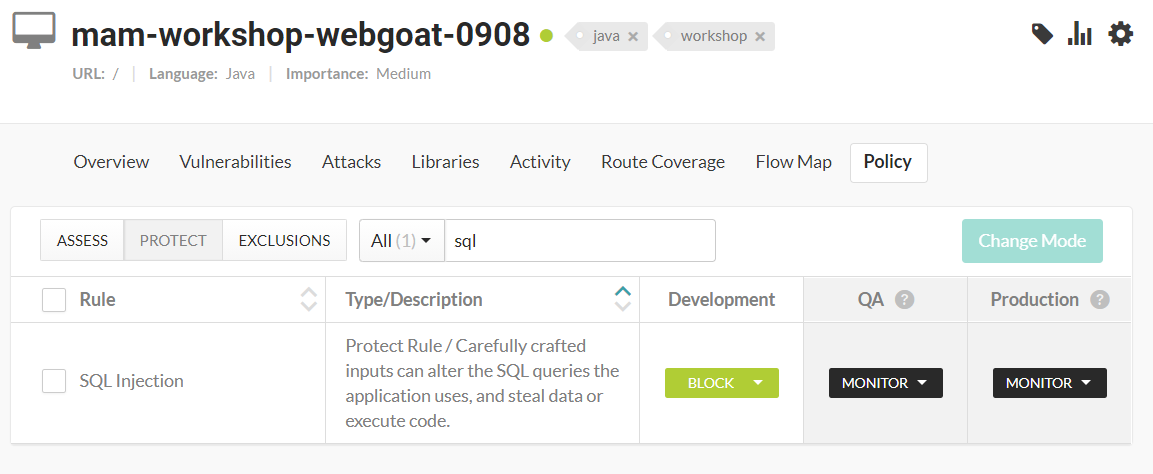 mam-workshop-webgoat-0908 java × workshop ×
URL: / | Language: Java | Importance: Medium
Overview Vulnerabilities Attacks Libraries Activity Route Coverage Flow Map Policy
ASSESS PROTECT EXCLUSIONS All (1) sql Change Mode
Rule Type/Description Development QA ? Production ?
SQL Injection
Protect Rule / Carefully crafted
inputs can alter the SQL queries the
application uses, and steal data or
execute code.
BLOCK MONITOR MONITOR